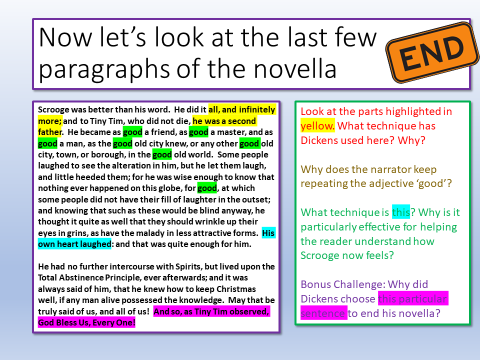 Now let's look at the last few
paragraphs of the novella
END
Scrooge was better than his word. He did it all, and infinitely
more; and to Tiny Tim, who did not die, he was a second
father. He became as good a friend, as good a master, and as
good a man, as the good old city knew, or any other good old
city, town, or borough, in the good old world. Some people
laughed to see the alteration in him, but he let them laugh,
and little heeded them; for he was wise enough to know that
nothing ever happened on this globe, for good, at which
some people did not have their fill of laughter in the outset;
and knowing that such as these would be blind anyway, he
thought it quite as well that they should wrinkle up their
eyes in grins, as have the malady in less attractive forms. His
own heart laughed: and that was quite enough for him.
He had no further intercourse with Spirits, but lived upon the
Total Abstinence Principle, ever afterwards; and it was
always said of him, that he knew how to keep Christmas
well, if any man alive possessed the knowledge. May that be
truly said of us, and all of us! And so, as Tiny Tim observed,
God Bless Us, Every One!
Look at the parts highlighted in
yellow. What technique has
Dickens used here? Why?
Why does the narrator keep
repeating the adjective 'good'?
What technique is this? Why is it
particularly effective for helping
the reader understand how
Scrooge now feels?
Bonus Challenge: Why did
Dickens choose this particular
sentence to end his novella?